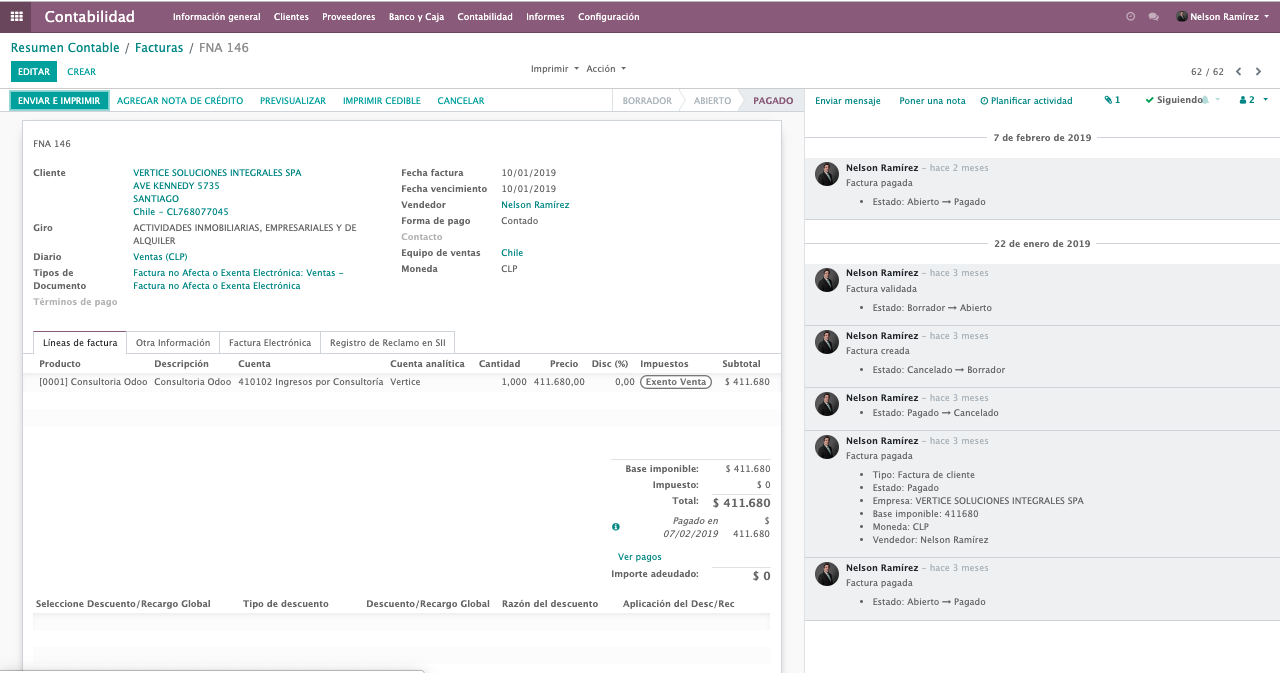 Contabilidad
Información general Clientes Proveedores Banco y Caja Contabilidad Informes Configuración
Nelson Ramírez
Resumen Contable / Facturas / FNA 146
EDITAR CREAR
Imprimir Acción
62 / 62
ENVIAR E IMPRIMIR AGREGAR NOTA DE CRÉDITO PREVISUALIZAR IMPRIMIR CEDIBLE CANCELAR
BORRADOR ABIERTO PAGADO
FNA 146
Cliente VERTICE SOLUCIONES INTEGRALES SPA
AVE KENNEDY 5735
SANTIAGO
Chile – CL768077045
Giro ACTIVIDADES INMOBILIARIAS, EMPRESARIALES Y DE
ALQUILER
Diario Ventas (CLP)
Tipos de Factura no Afecta o Exenta Electrónica: Ventas –
Documento Factura no Afecta o Exenta Electrónica
Términos de pago
Fecha factura 10/01/2019
Fecha vencimiento 10/01/2019
Vendedor Nelson Ramírez
Forma de pago Contado
Contacto
Equipo de ventas Chile
Moneda CLP
Líneas de factura Otra Información Factura Electrónica Registro de Reclamo en SII
Producto Descripción Cuenta Cuenta analítica Cantidad Precio Disc (%) Impuestos Subtotal
[0001] Consultoria Odoo Consultoria Odoo 410102 Ingresos por Consultoría Vertice 1,000 411.680,00 0,00 Exento Venta $ 411.680
Base imponible: $ 411.680
Impuesto: $ 0
Total: $ 411.680
Pagado en $
07/02/2019 411.680
Ver pagos
Importe adeudado: $ 0
Seleccione Descuento/Recargo Global Tipo de descuento Descuento/Recargo Global Razón del descuento Aplicación del Desc/Rec
Enviar mensaje Poner una nota Planificar actividad 1 Siguiendo 2
7 de febrero de 2019
Nelson Ramírez – hace 2 meses
Factura pagada
• Estado: Abierto → Pagado
22 de enero de 2019
Nelson Ramírez – hace 3 meses
Factura validada
• Estado: Borrador → Abierto
Nelson Ramírez – hace 3 meses
Factura creada
• Estado: Cancelado → Borrador
Nelson Ramírez – hace 3 meses
• Estado: Pagado → Cancelado
Nelson Ramírez – hace 3 meses
Factura pagada
• Tipo: Factura de cliente
• Estado: Pagado
• Empresa: VERTICE SOLUCIONES INTEGRALES SPA
• Base imponible: 411680
• Moneda: CLP
• Vendedor: Nelson Ramírez
Nelson Ramírez – hace 3 meses
Factura pagada
• Estado: Abierto → Pagado